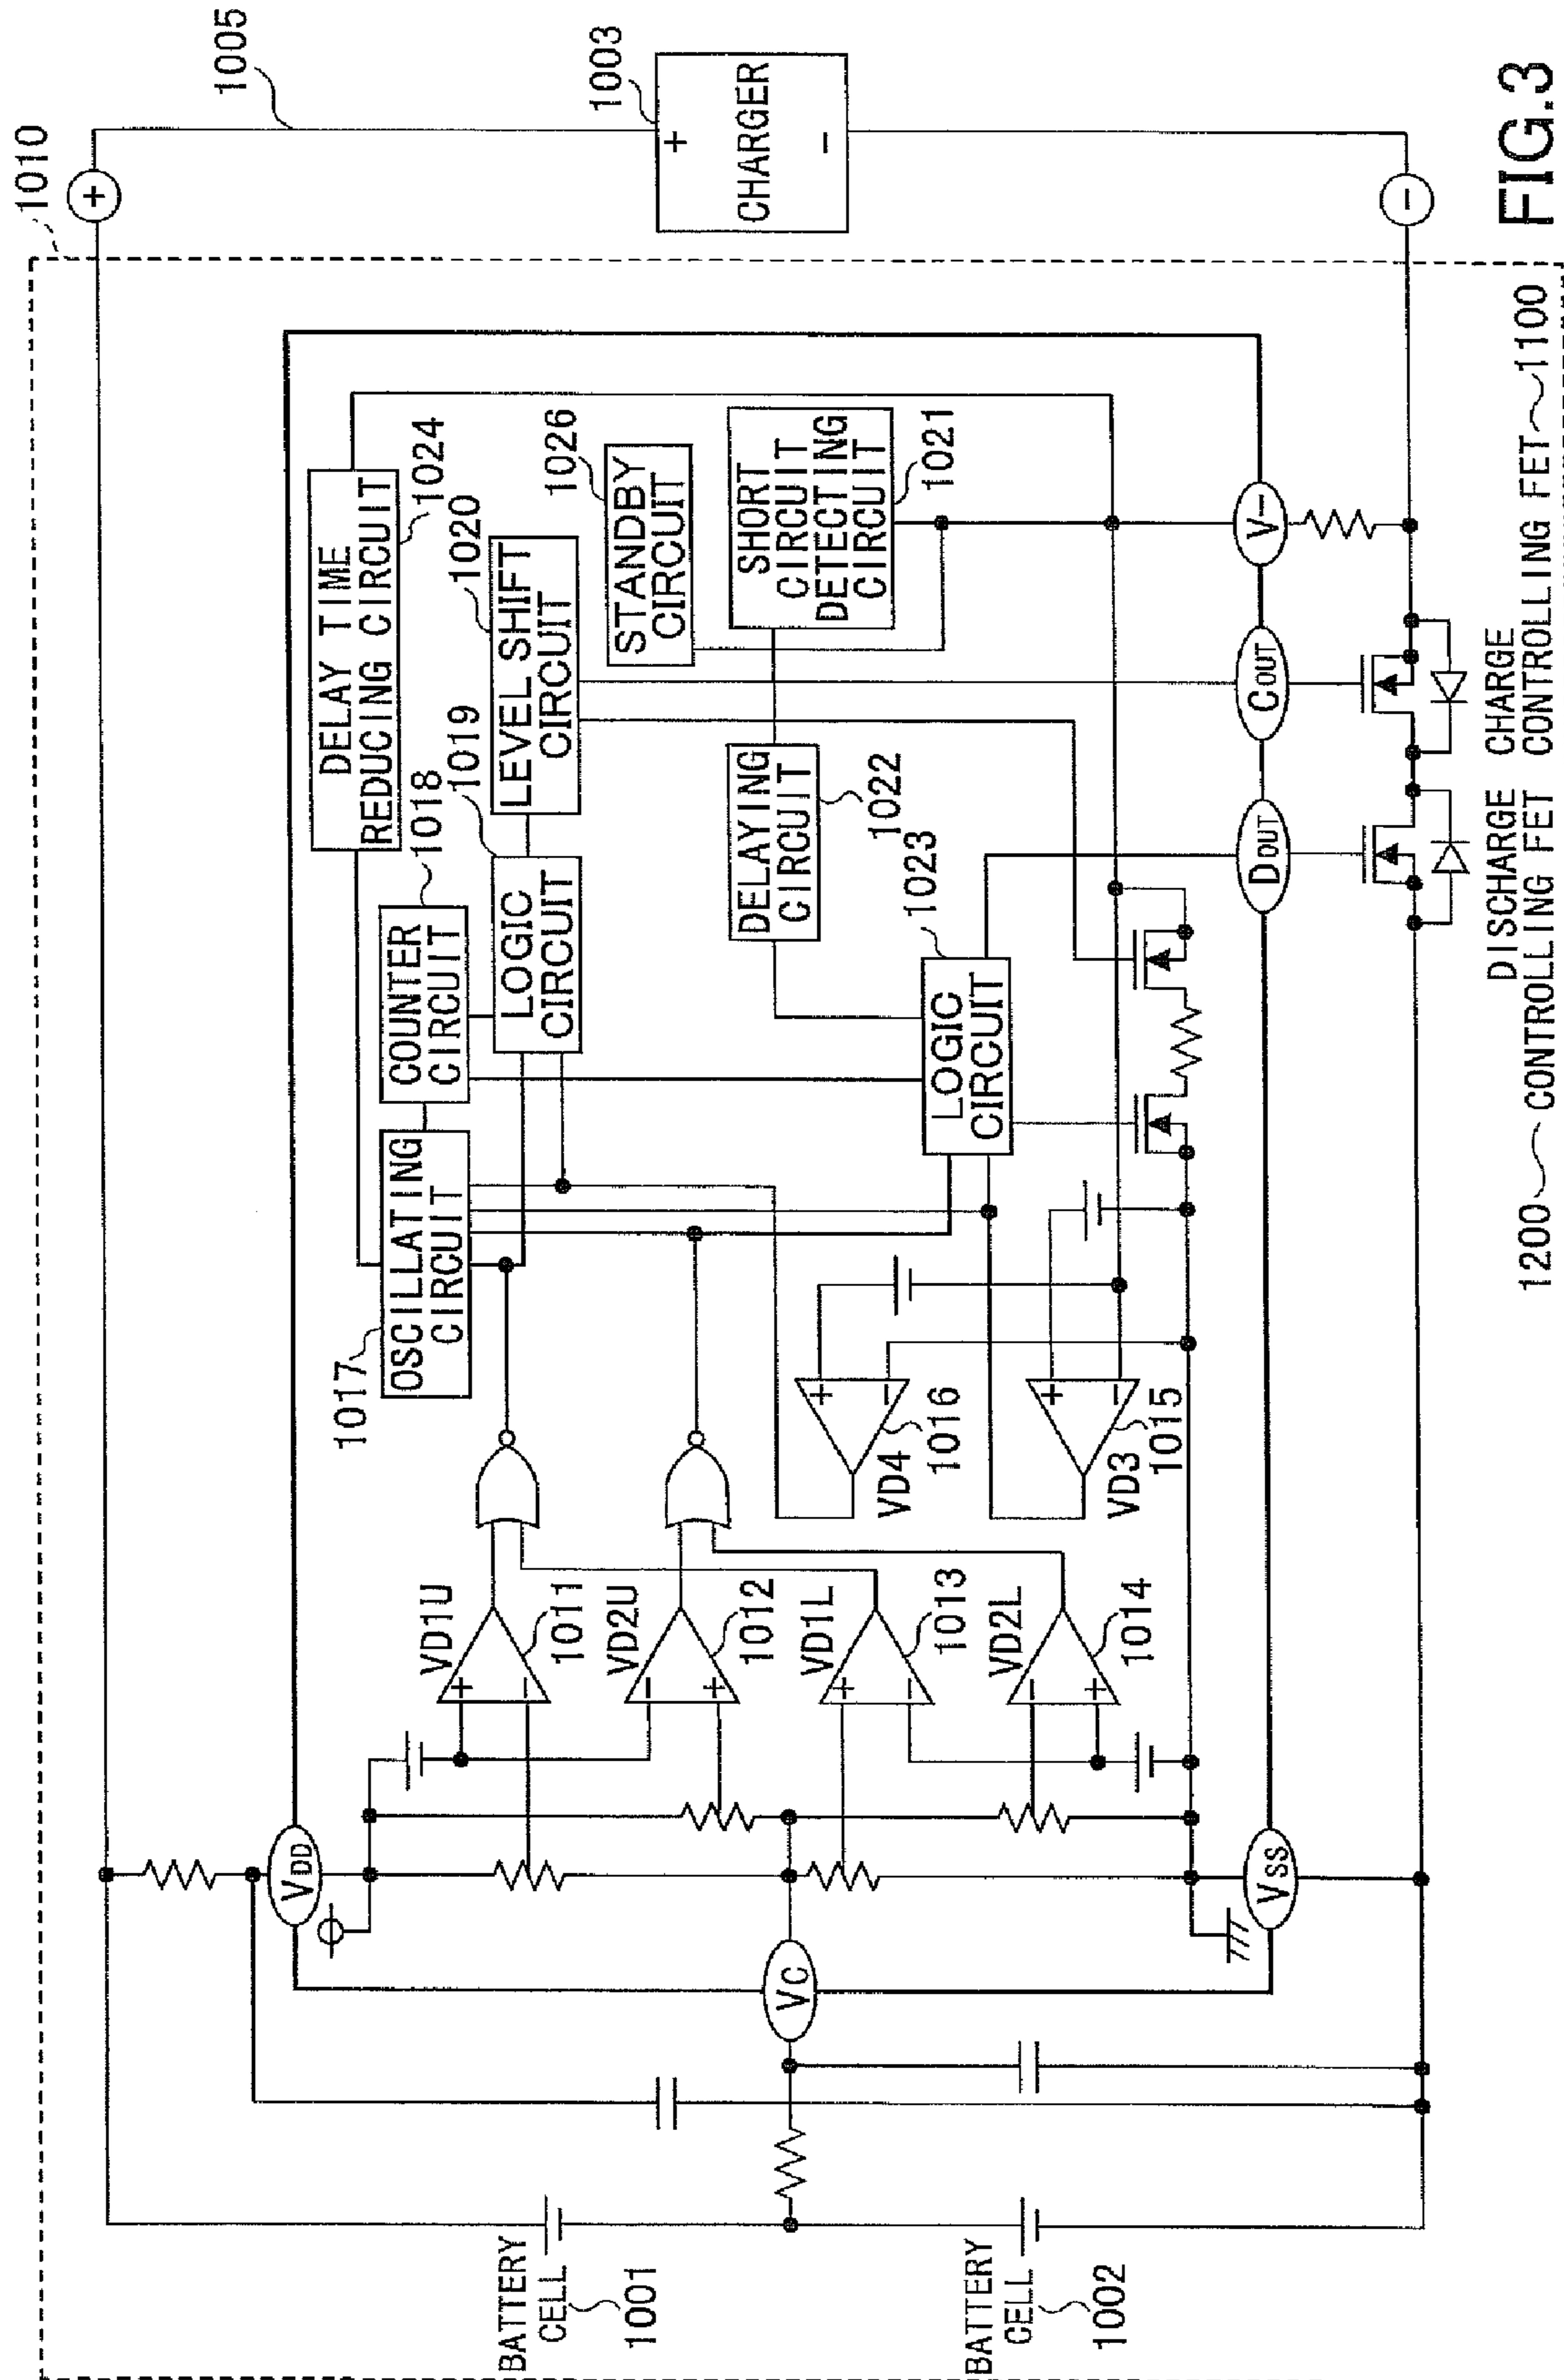 FIG.3
1010
+
1005
1003
+
CHARGER
-
-
DELAY TIME
REDUCING CIRCUIT
1024
OSCILLATING
CIRCUIT
1017
COUNTER
CIRCUIT
1018
LOGIC
CIRCUIT
1019
LEVEL SHIFT
CIRCUIT
1020
STANDBY
CIRCUIT
1026
SHORT
CIRCUIT
DETECTING
CIRCUIT
1021
DELAYING
CIRCUIT
1022
LOGIC
CIRCUIT
1023
VD1U
+
-
1011
VD2U
-
+
1012
VD1L
+
-
1013
VD2L
-
+
1014
VD4
+
-
1016
VD3
+
-
1015
VDD
VC
VSS
DOUT
COUT
V-
BATTERY
CELL
1001
BATTERY
CELL
1002
DISCHARGE
1200 CONTROLLING FET
CHARGE
CONTROLLING FET 1100